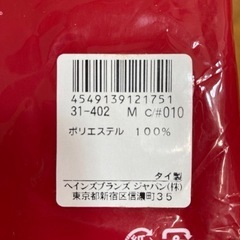 4549139121751
31-402 M C/#010
ポリエステル 100%
タイ製
ヘインズブランズ ジャパン(株)
東京都新宿区信濃町35